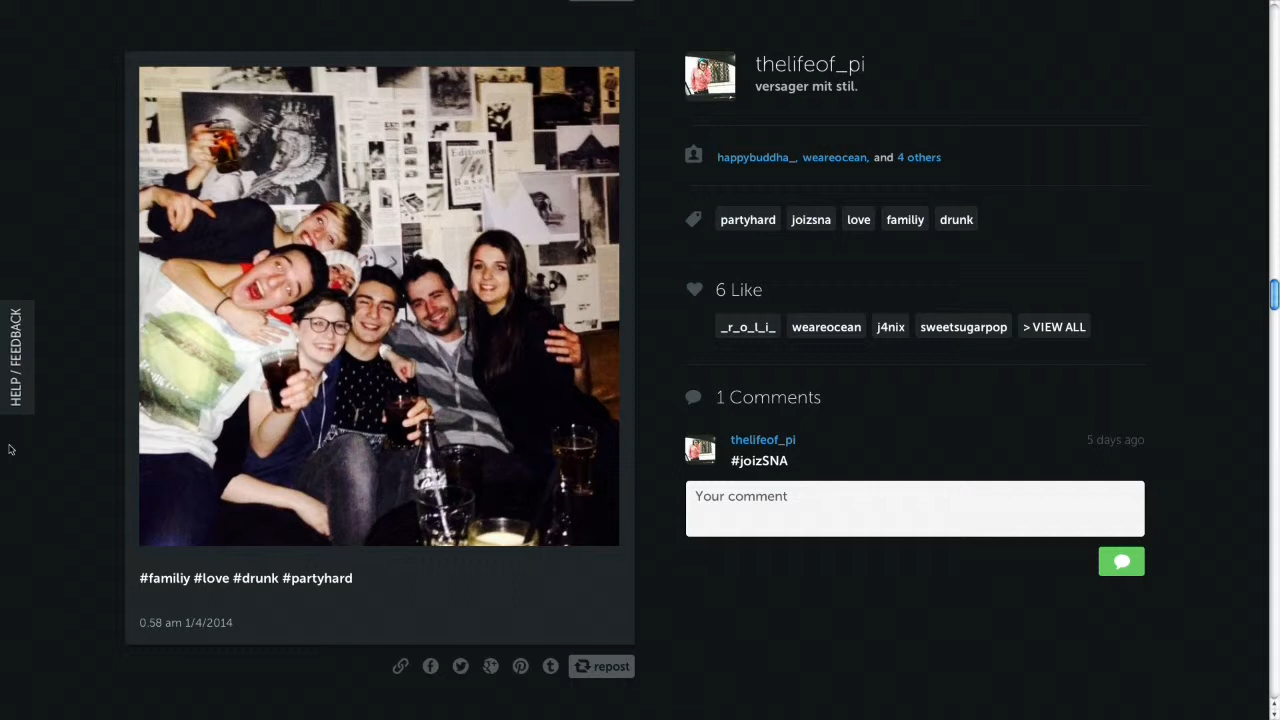 thelifeof_pi
versager mit stil.
happybuddha_, weareocean, and 4 others
partyhard joizsna love familiy drunk
6 Like
_r_o_l_i_ weareocean j4nix sweetsugarpop > VIEW ALL
HELP / FEEDBACK
1 Comments
thelifeof_pi 5 days ago
#joizSNA
Your comment
Edition
#familiy #love #drunk #partyhard
0.58 am 1/4/2014
repost